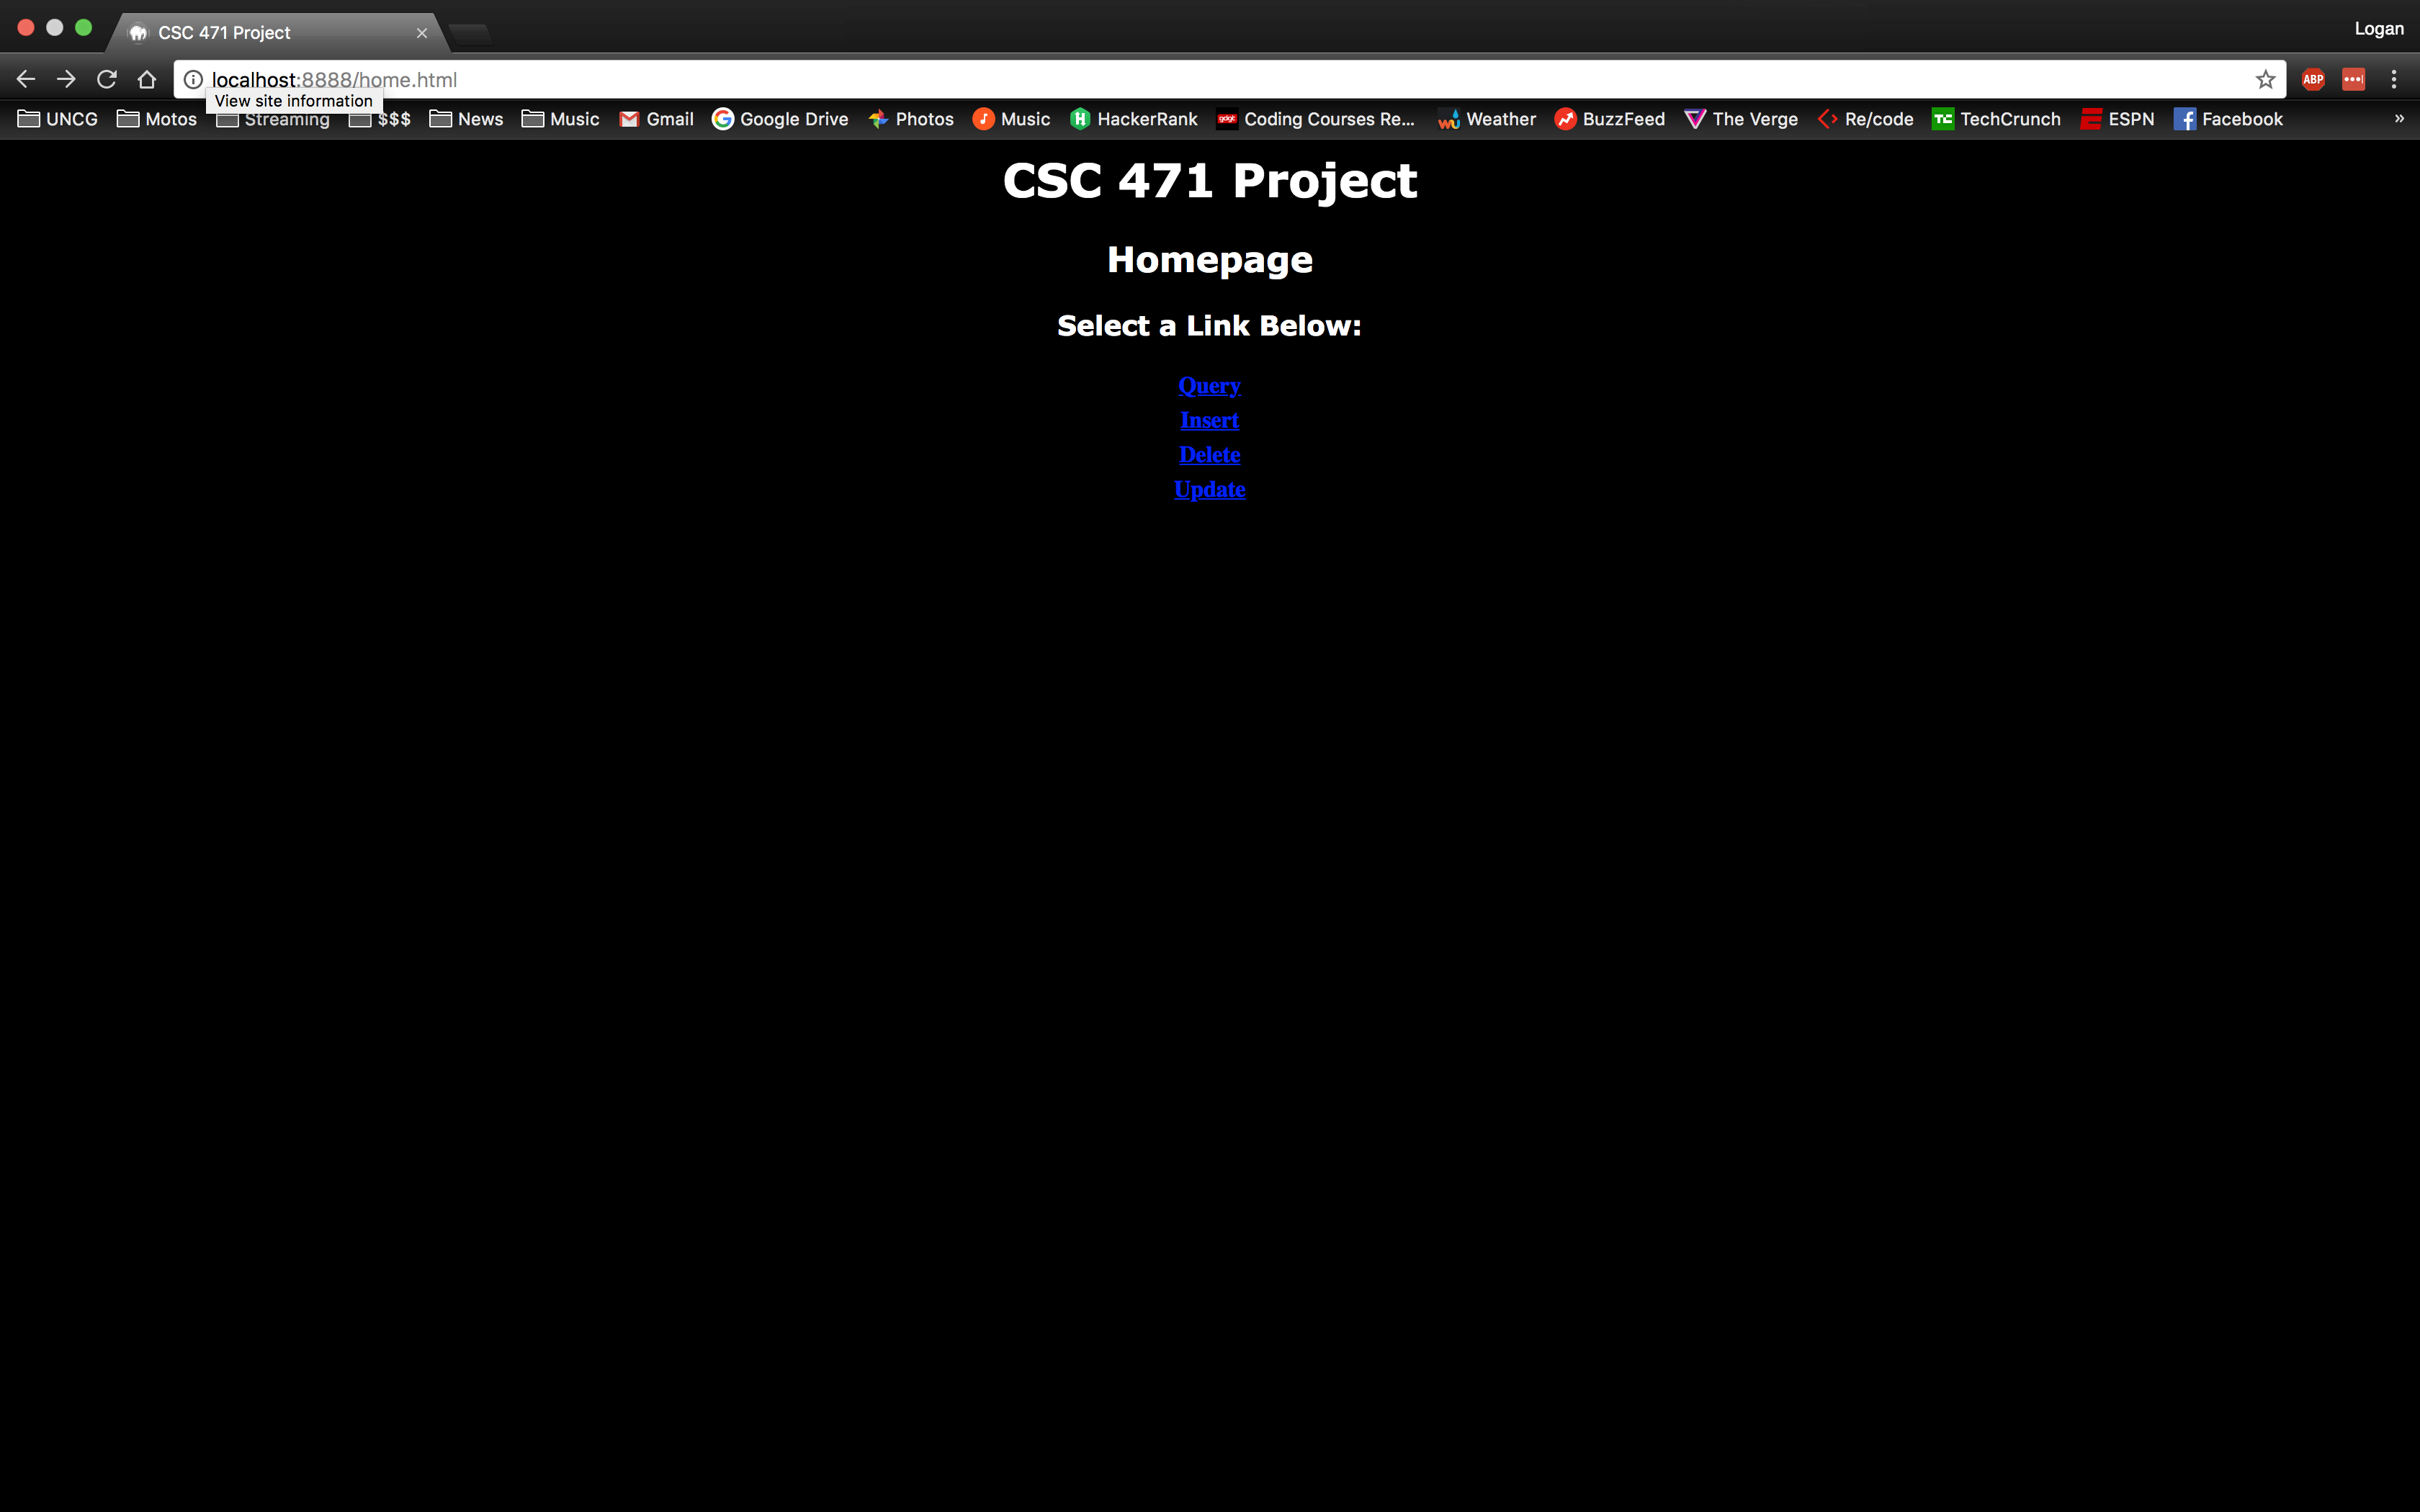 CSC 471 Project
Logan
localhost:8888/home.html
View site information
UNCG Motos Streaming $$$ News Music Gmail Google Drive Photos Music HackerRank Coding Courses Re... Weather BuzzFeed The Verge Re/code TechCrunch ESPN Facebook »
ABP
CSC 471 Project
Homepage
Select a Link Below:
Query
Insert
Delete
Update